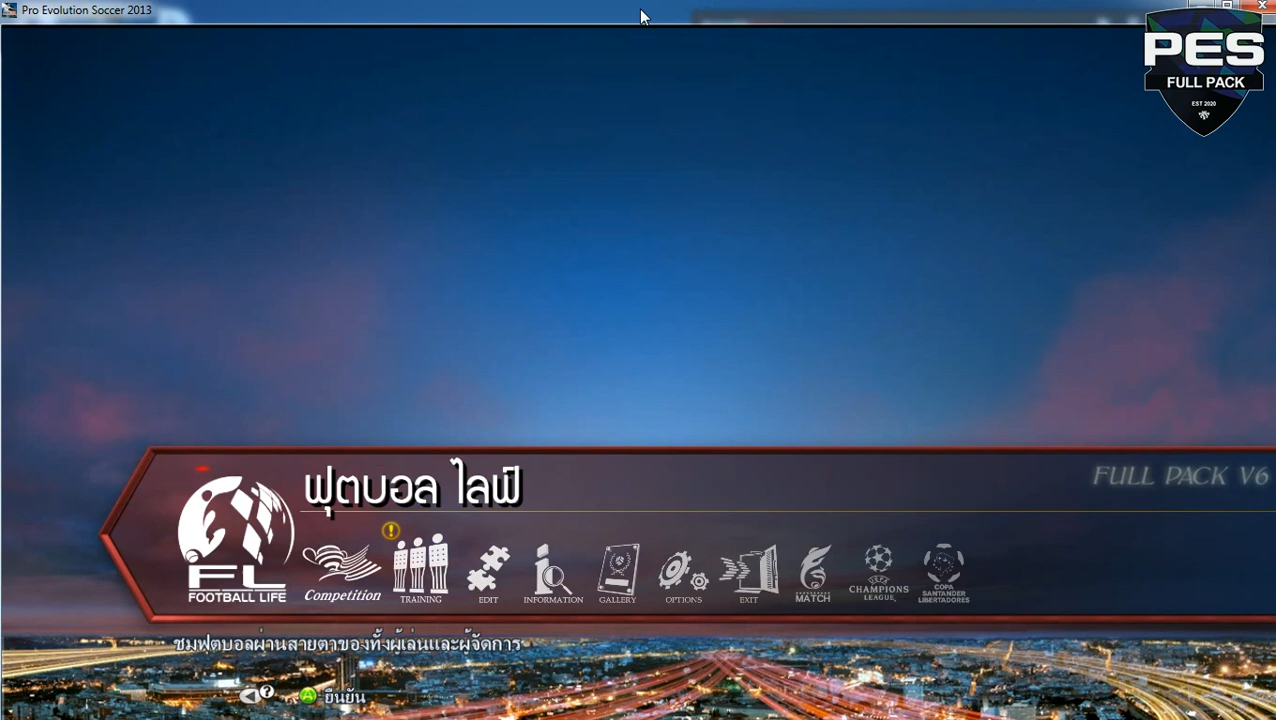 Pro Evolution Soccer 2013
PES
FULL PACK
EST 2020
FULL PACK V6
ฟุตบอล ไลฟ์
FL
FOOTBALL LIFE
Competition
TRAINING
EDIT
INFORMATION
GALLERY
OPTIONS
EXIT
MATCH
UEFA
CHAMPIONS
LEAGUE
COPA
SANTANDER
LIBERTADORES
ชมฟุตบอลผ่านสายตาของทั้งผู้เล่นและผู้จัดการ
A ยืนยัน